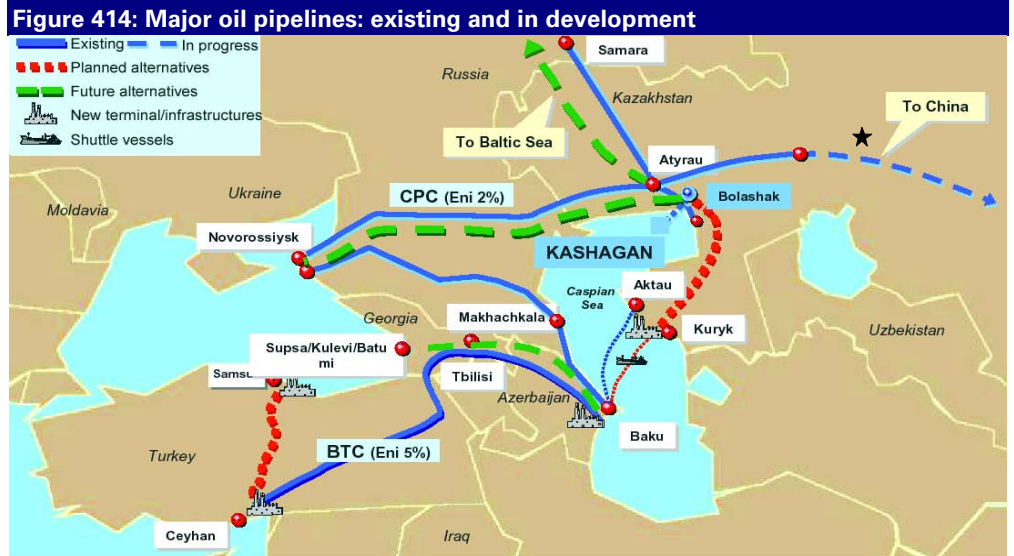 Figure 414: Major oil pipelines: existing and in development
Existing
In progress
Planned alternatives
Future alternatives
New terminal/infrastructures
Shuttle vessels
Samara
Russia
Kazakhstan
To China
To Baltic Sea
Atyrau
Ukraine
CPC (Eni 2%)
Bolashak
Moldavia
Novorossiysk
KASHAGAN
Aktau
Caspian
Sea
Georgia
Makhachkala
Kuryk
Uzbekistan
Supsa/Kulevi/Batu
mi
Samsu
Tbilisi
Azerbaijan
Baku
BTC (Eni 5%)
Turkey
Ceyhan
Iraq